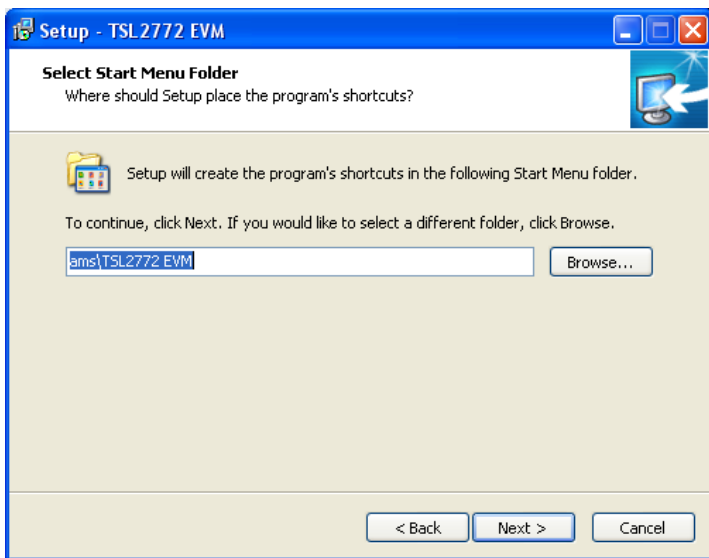 Setup - TSL2772 EVM
Select Start Menu Folder
Where should Setup place the program's shortcuts?
Setup will create the program's shortcuts in the following Start Menu folder.
To continue, click Next. If you would like to select a different folder, click Browse.
ams\TSL2772 EVM
Browse...
< Back
Next >
Cancel